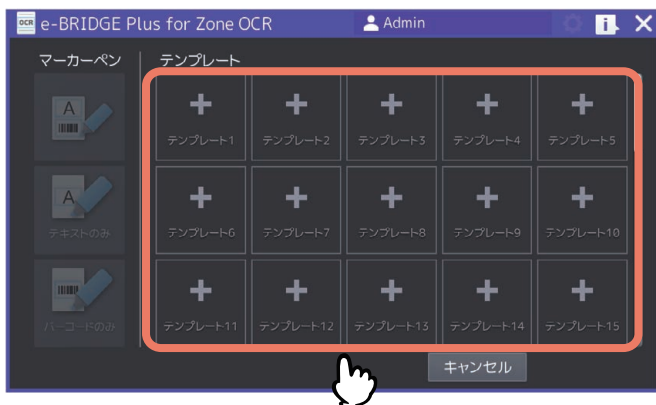 OCR e-BRIDGE Plus for Zone OCR Admin i
マーカーペン テンプレート
A
テンプレート1 テンプレート2 テンプレート3 テンプレート4 テンプレート5
A
テキストのみ テンプレート6 テンプレート7 テンプレート8 テンプレート9 テンプレート10
バーコードのみ テンプレート11 テンプレート12 テンプレート13 テンプレート14 テンプレート15
キャンセル